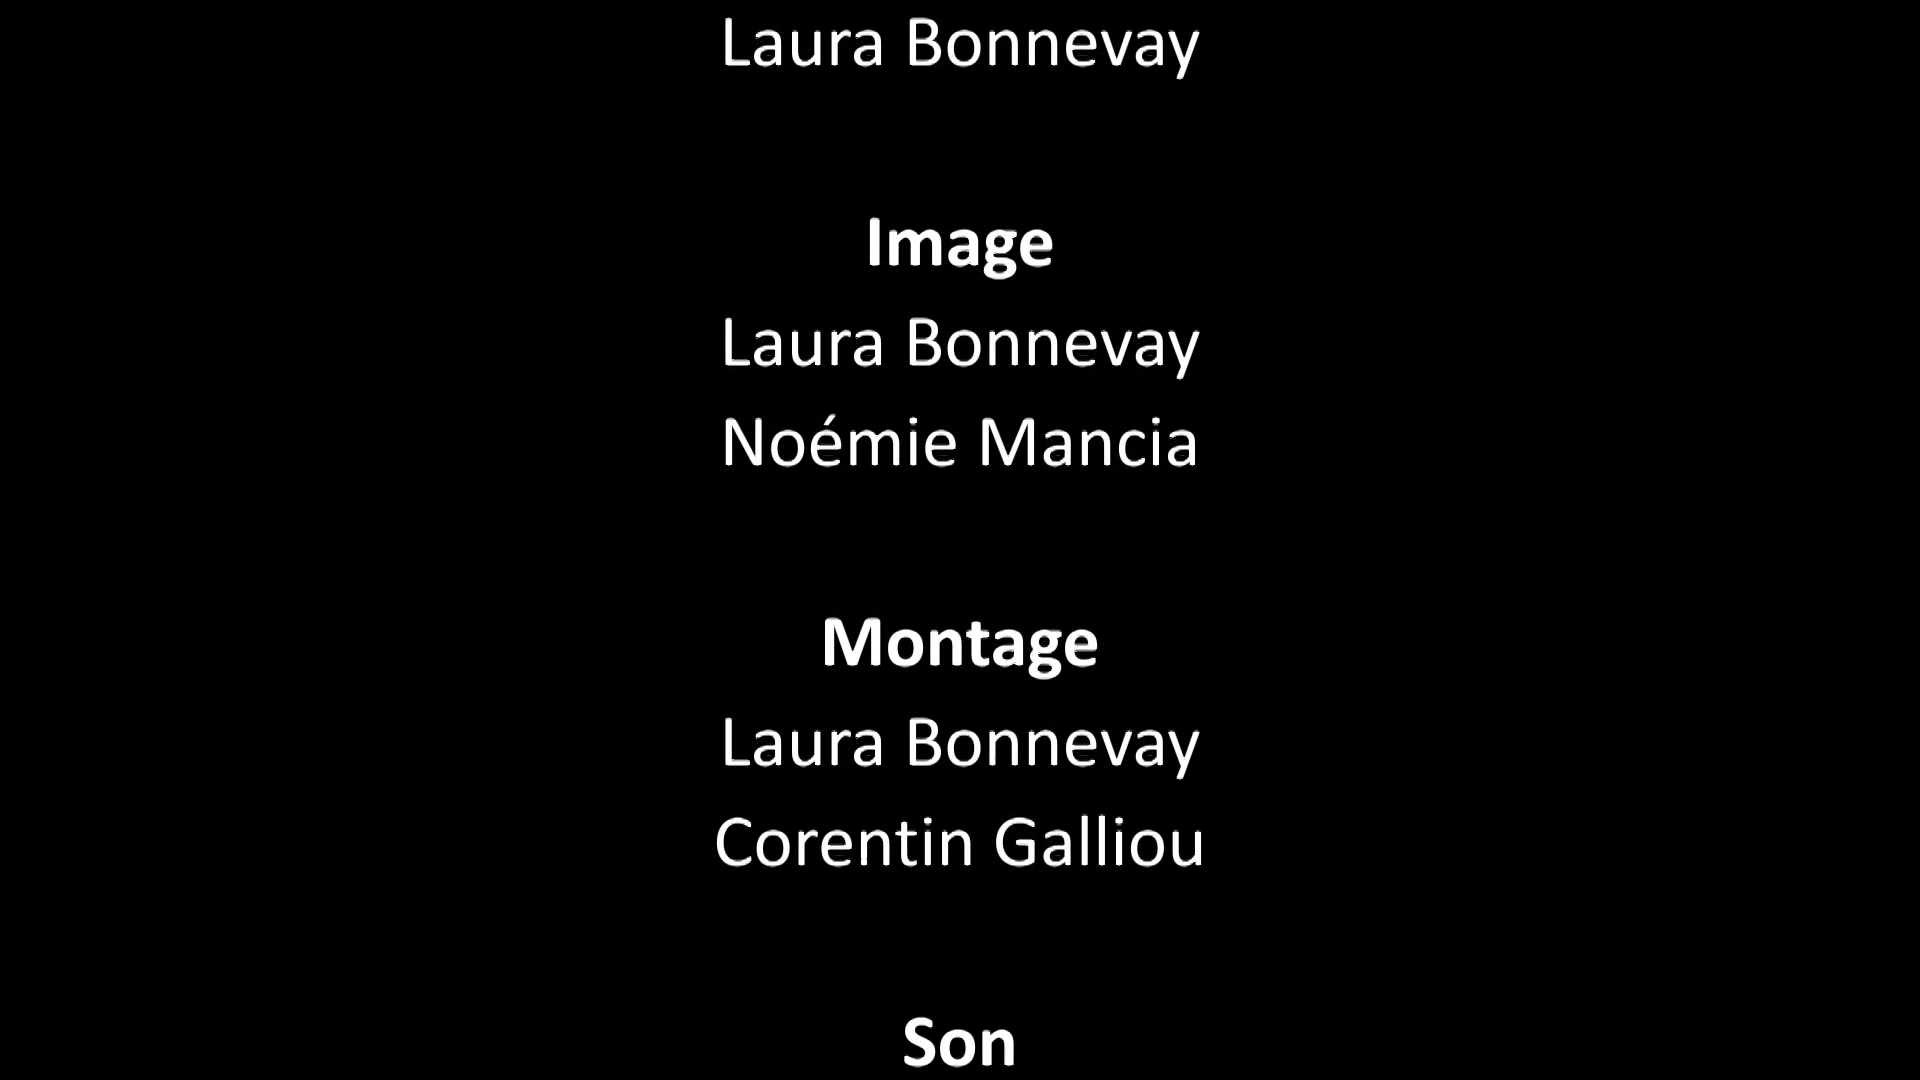 Laura Bonnevay
Image
Laura Bonnevay
Noémie Mancia
Montage
Laura Bonnevay
Corentin Galliou
Son